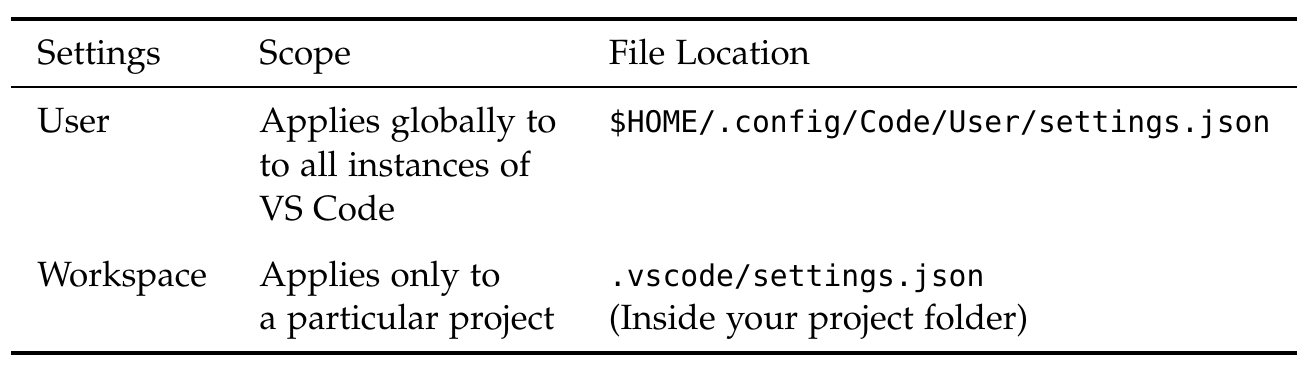 Settings Scope File Location
User Applies globally to $HOME/.config/Code/User/settings.json
to all instances of
VS Code
Workspace Applies only to .vscode/settings.json
a particular project (Inside your project folder)